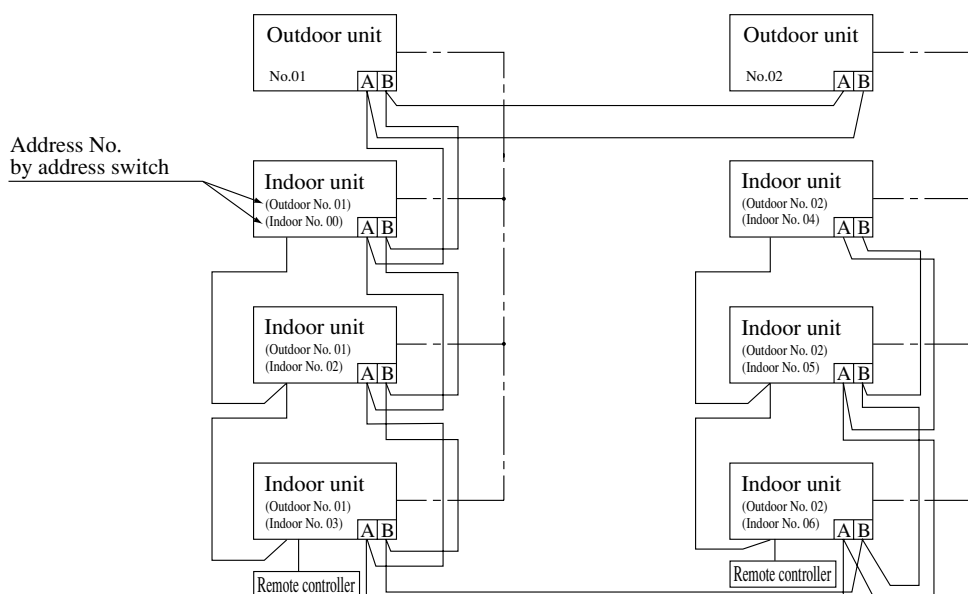 Outdoor unit
No.01
A B
Outdoor unit
No.02
A B
Address No.
by address switch
Indoor unit
(Outdoor No. 01)
(Indoor No. 00)
A B
Indoor unit
(Outdoor No. 02)
(Indoor No. 04)
A B
Indoor unit
(Outdoor No. 01)
(Indoor No. 02)
A B
Indoor unit
(Outdoor No. 02)
(Indoor No. 05)
A B
Indoor unit
(Outdoor No. 01)
(Indoor No. 03)
A B
Remote controller
Indoor unit
(Outdoor No. 02)
(Indoor No. 06)
A B
Remote controller